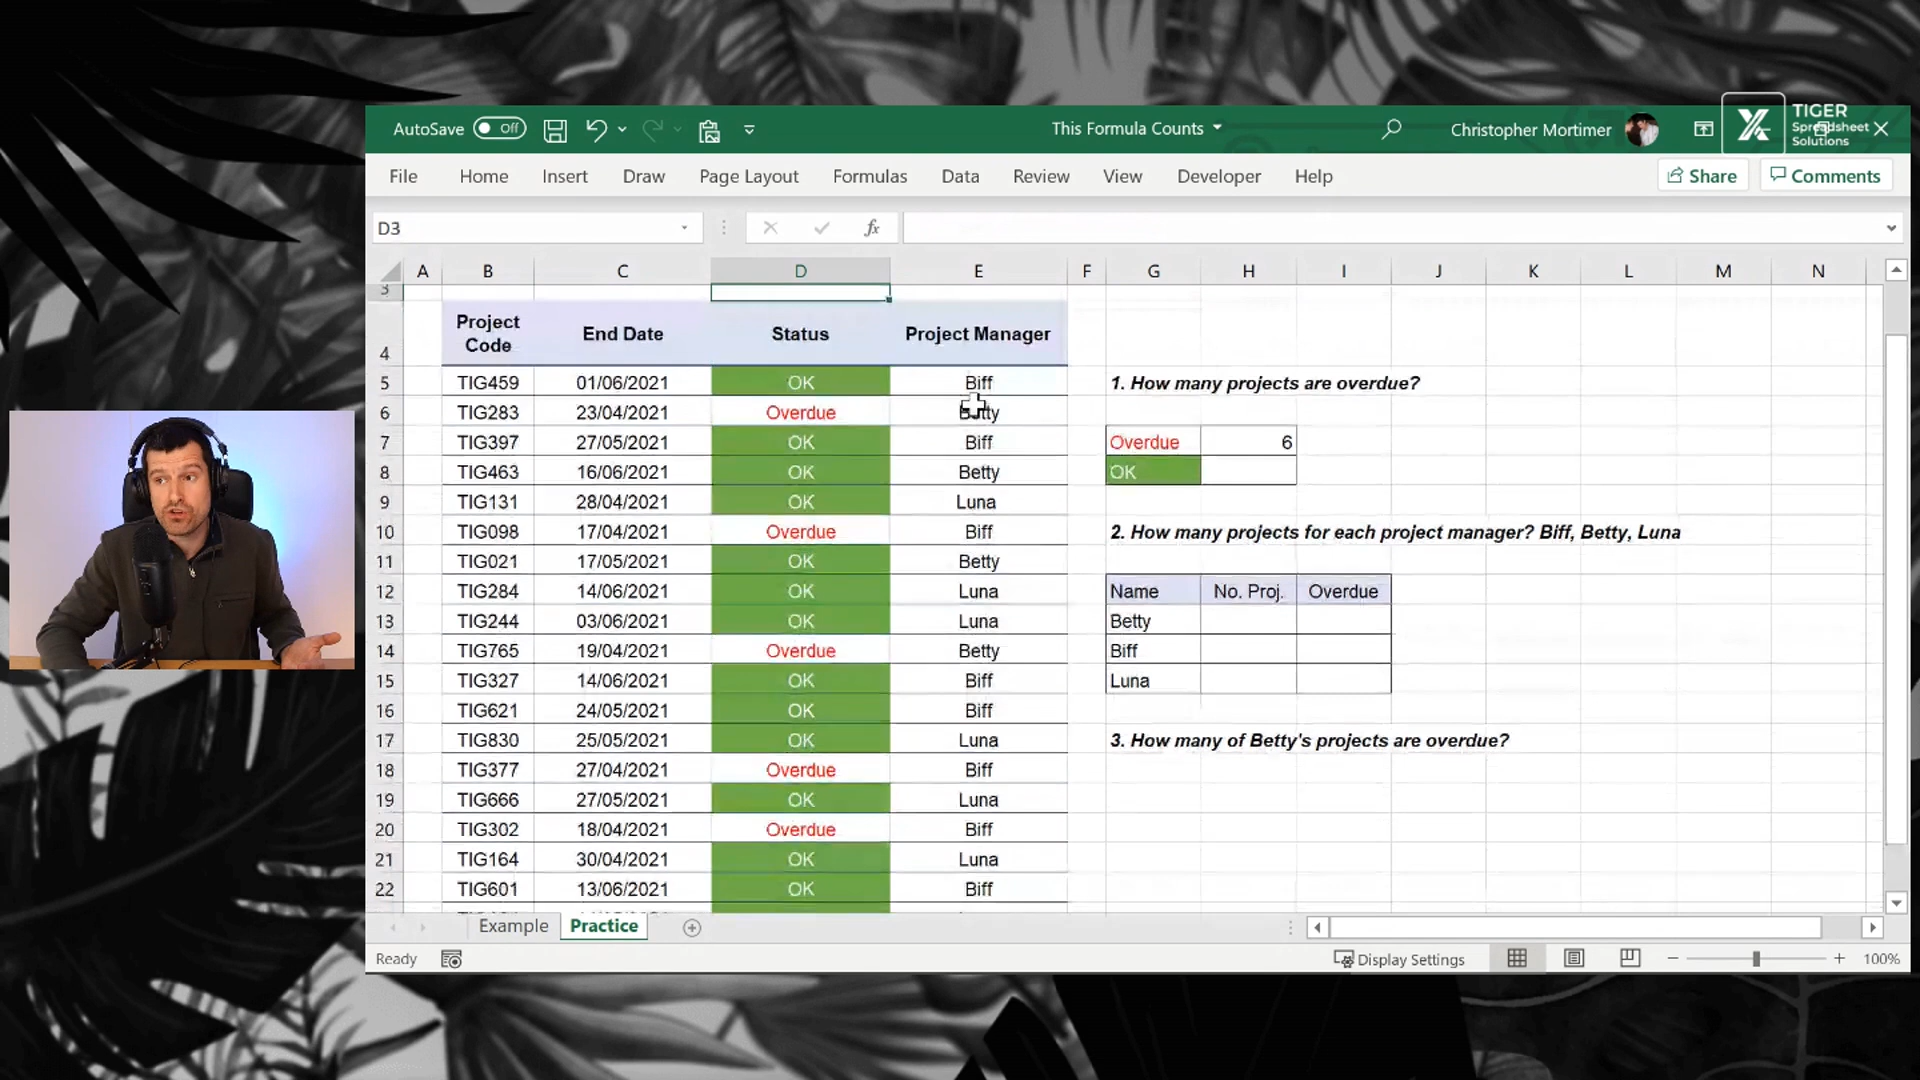 AutoSave Off
This Formula Counts
Christopher Mortimer
TIGER
Spreadsheet
Solutions
File Home Insert Draw Page Layout Formulas Data Review View Developer Help Share Comments
D3 fx
A B C D E F G H I J K L M N
3
4 Project Code End Date Status Project Manager
5 TIG459 01/06/2021 OK Biff 1. How many projects are overdue?
6 TIG283 23/04/2021 Overdue Betty
7 TIG397 27/05/2021 OK Biff Overdue 6
8 TIG463 16/06/2021 OK Betty OK
9 TIG131 28/04/2021 OK Luna
10 TIG098 17/04/2021 Overdue Biff 2. How many projects for each project manager? Biff, Betty, Luna
11 TIG021 17/05/2021 OK Betty
12 TIG284 14/06/2021 OK Luna Name No. Proj. Overdue
13 TIG244 03/06/2021 OK Luna Betty
14 TIG765 19/04/2021 Overdue Betty Biff
15 TIG327 14/06/2021 OK Biff Luna
16 TIG621 24/05/2021 OK Biff
17 TIG830 25/05/2021 OK Luna 3. How many of Betty's projects are overdue?
18 TIG377 27/04/2021 Overdue Biff
19 TIG666 27/05/2021 OK Luna
20 TIG302 18/04/2021 Overdue Biff
21 TIG164 30/04/2021 OK Luna
22 TIG601 13/06/2021 OK Biff
Example Practice
Ready Display Settings 100%